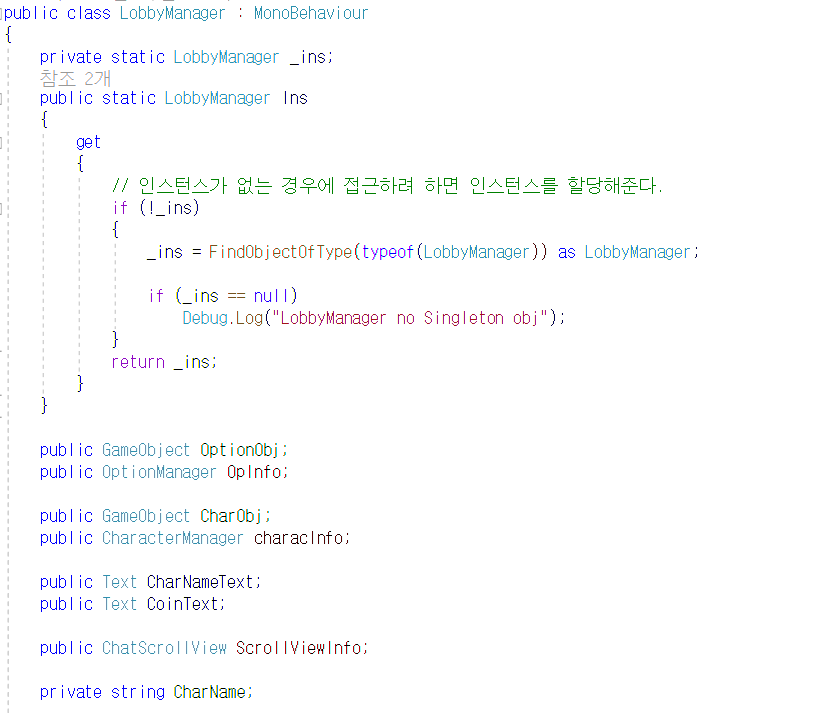 public class LobbyManager : MonoBehaviour
{
private static LobbyManager _ins;
참조 2개
public static LobbyManager Ins
{
get
{
// 인스턴스가 없는 경우에 접근하려 하면 인스턴스를 할당해준다.
if (!_ins)
{
_ins = FindObjectOfType(typeof(LobbyManager)) as LobbyManager;
if (_ins == null)
Debug.Log("LobbyManager no Singleton obj");
}
return _ins;
}
}
public GameObject OptionObj;
public OptionManager OpInfo;
public GameObject CharObj;
public CharacterManager characInfo;
public Text CharNameText;
public Text CoinText;
public ChatScrollView ScrollViewInfo;
private string CharName;